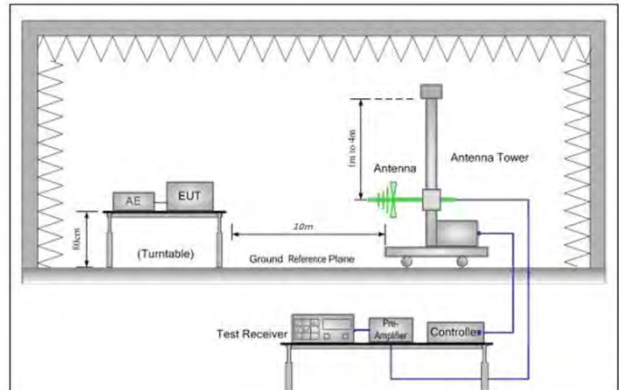 1m to 4m
Antenna
Antenna Tower
AE
EUT
80cm
(Turntable)
10m
Ground Reference Plane
Test Receiver
Pre-
Amplifier
Controller